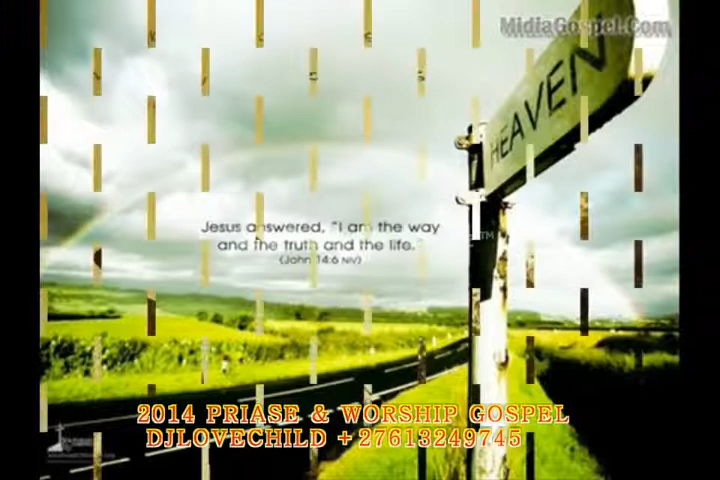 MidiaGospel.Com
HEAVEN
Jesus answered, "I am the way
and the truth and the life."
(John 14:6 NIV)
TM
2014 PRIASE & WORSHIP GOSPEL
DJLOVECHILD + 27613249745